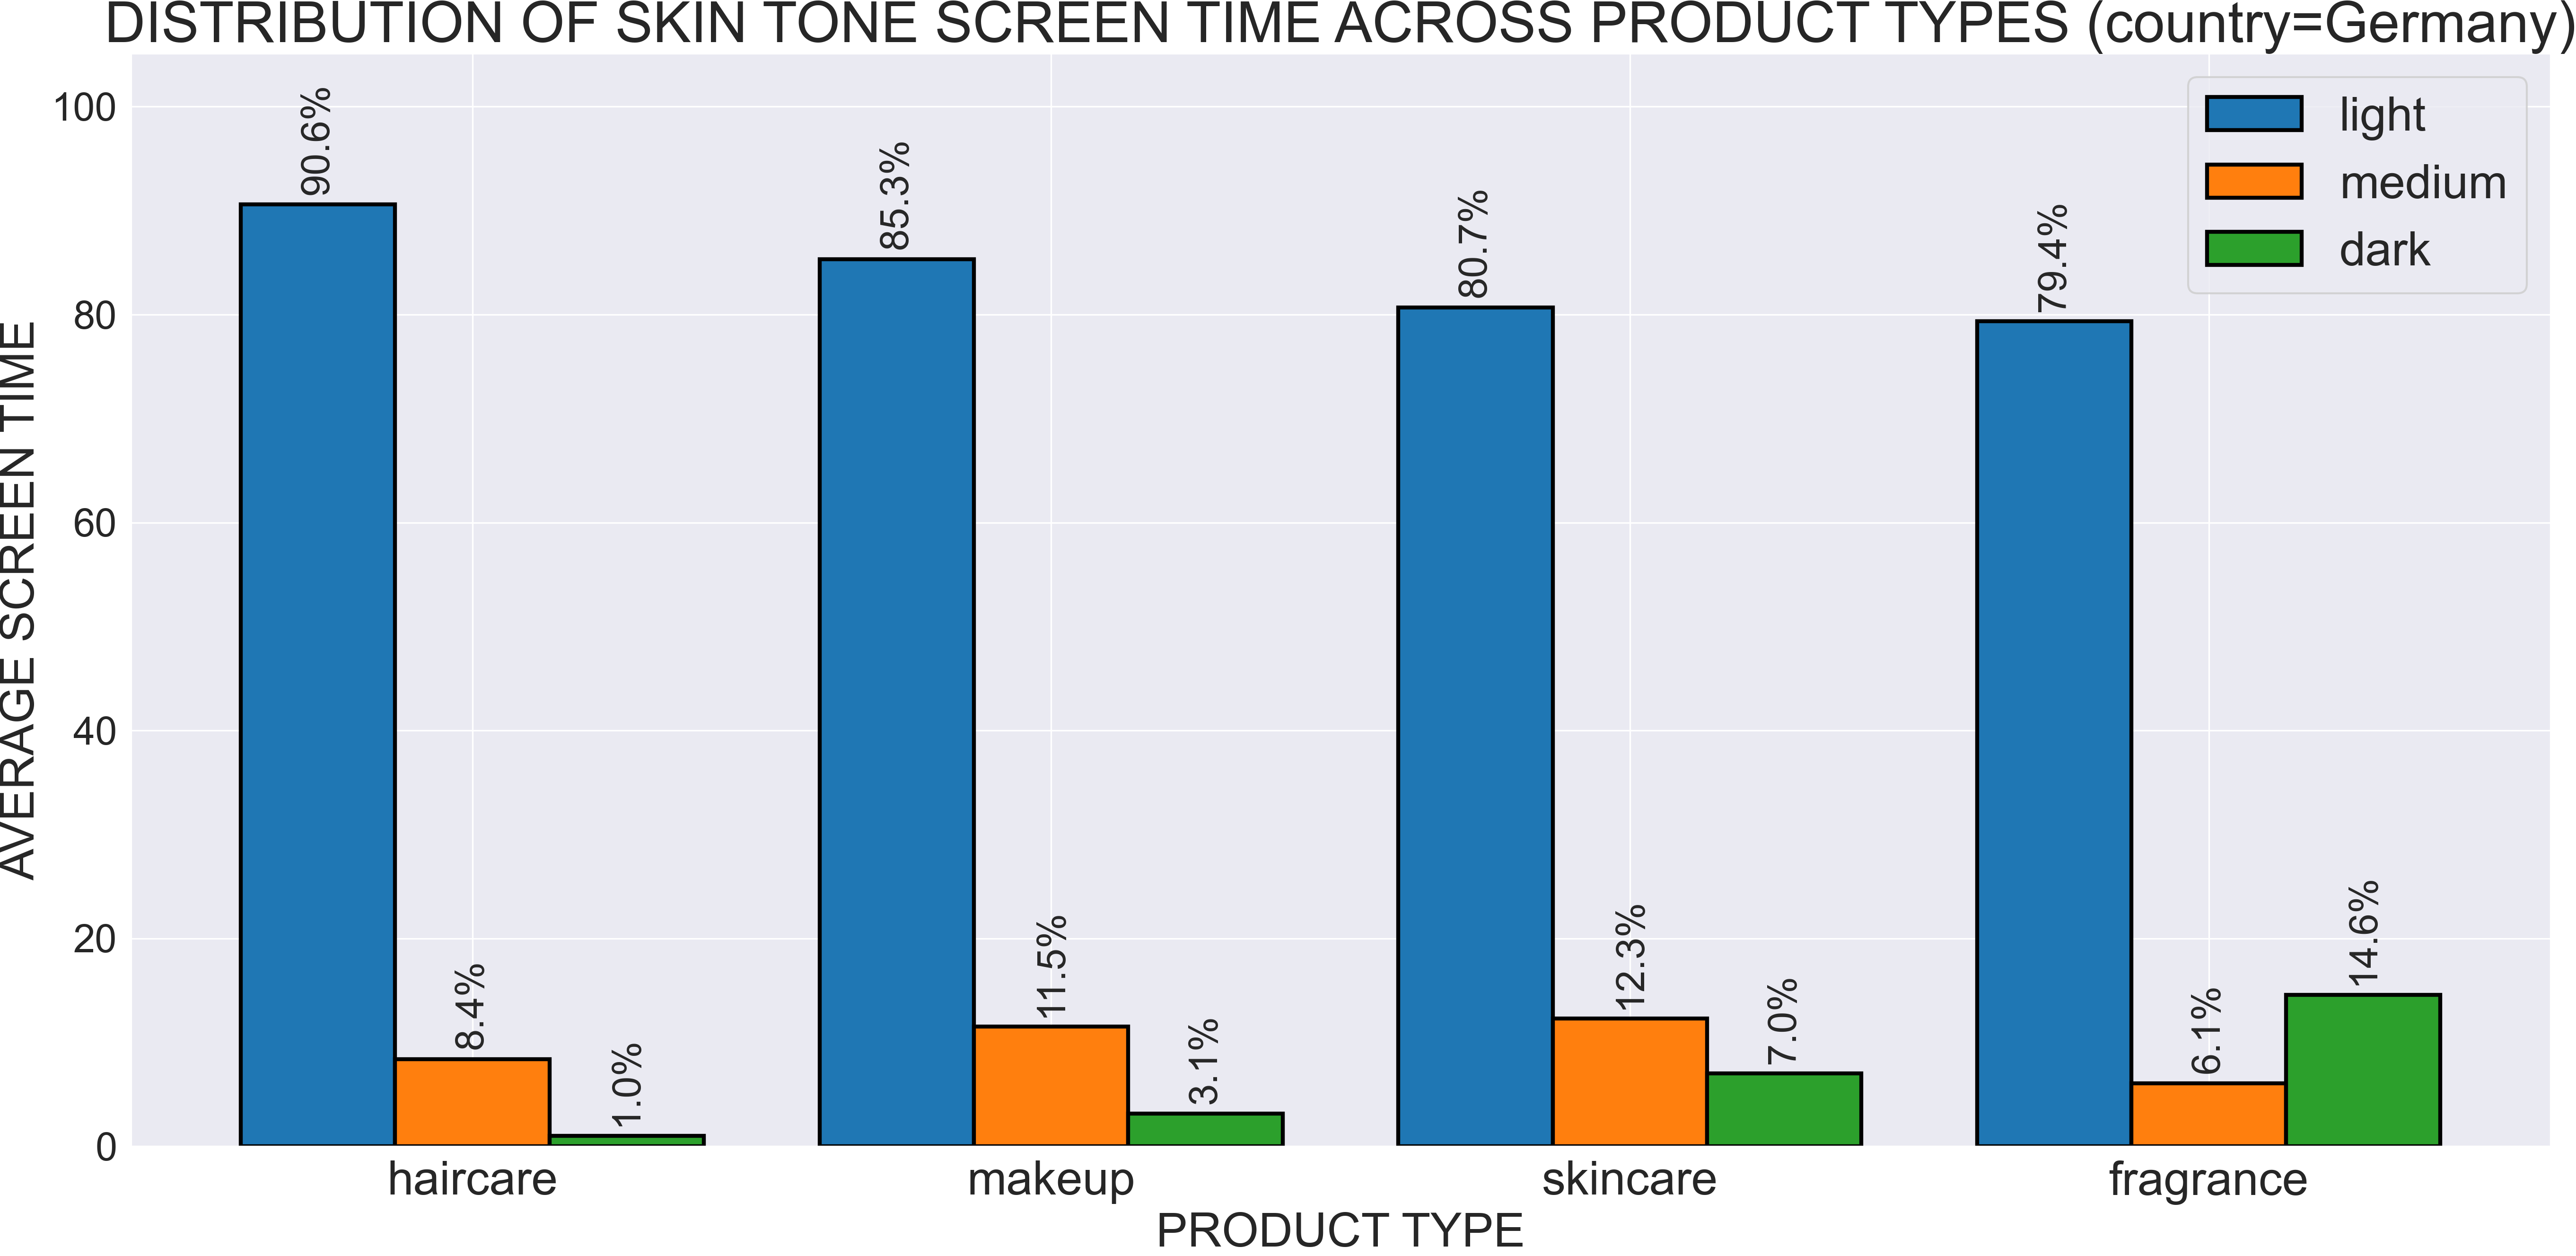 DISTRIBUTION OF SKIN TONE SCREEN TIME ACROSS PRODUCT TYPES (country=Germany)
light
medium
dark
AVERAGE SCREEN TIME
100
80
60
40
20
0
90.6%
8.4%
1.0%
85.3%
11.5%
3.1%
80.7%
12.3%
7.0%
79.4%
6.1%
14.6%
haircare
makeup
skincare
fragrance
PRODUCT TYPE